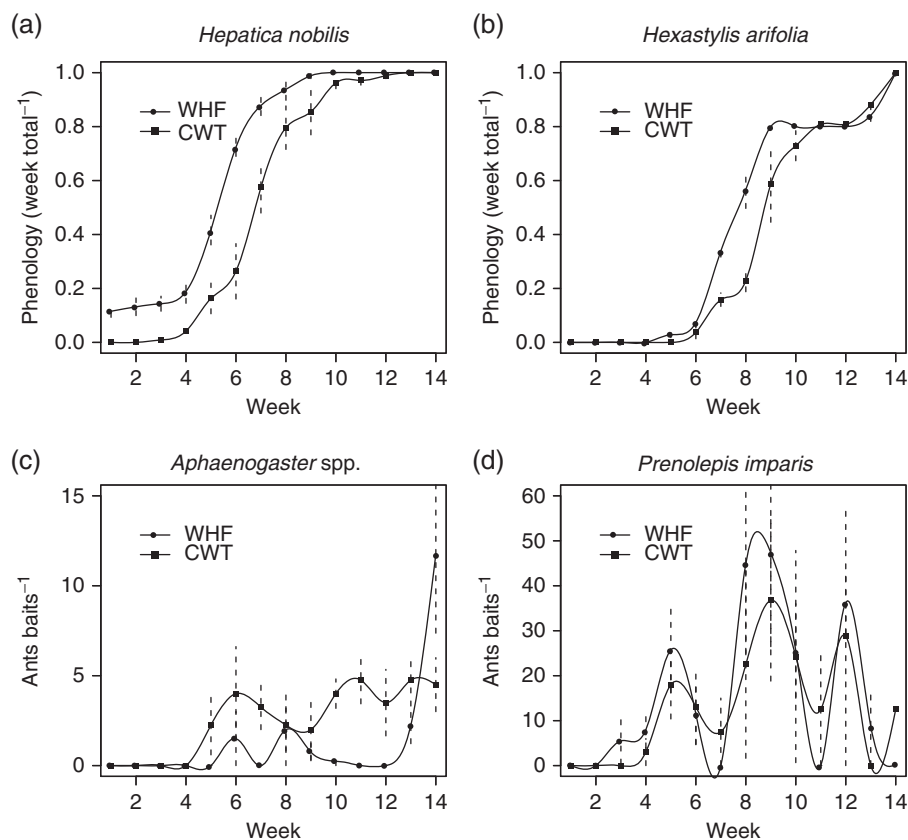 (a)
Hepatica nobilis
Phenology (week total⁻¹)
1.0
0.8
0.6
0.4
0.2
0.0
WHF
CWT
2 4 6 8 10 12 14
Week
(b)
Hexastylis arifolia
Phenology (week total⁻¹)
1.0
0.8
0.6
0.4
0.2
0.0
WHF
CWT
2 4 6 8 10 12 14
Week
(c)
Aphaenogaster spp.
Ants baits⁻¹
15
10
5
0
WHF
CWT
2 4 6 8 10 12 14
Week
(d)
Prenolepis imparis
Ants baits⁻¹
60
50
40
30
20
10
0
WHF
CWT
2 4 6 8 10 12 14
Week